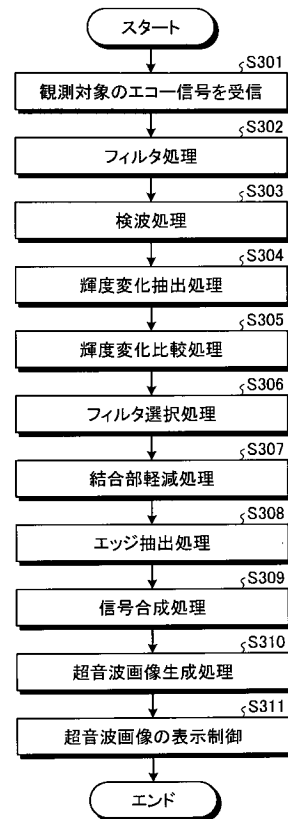 スタート
S301
観測対象のエコー信号を受信
S302
フィルタ処理
S303
検波処理
S304
輝度変化抽出処理
S305
輝度変化比較処理
S306
フィルタ選択処理
S307
結合部軽減処理
S308
エッジ抽出処理
S309
信号合成処理
S310
超音波画像生成処理
S311
超音波画像の表示制御
エンド